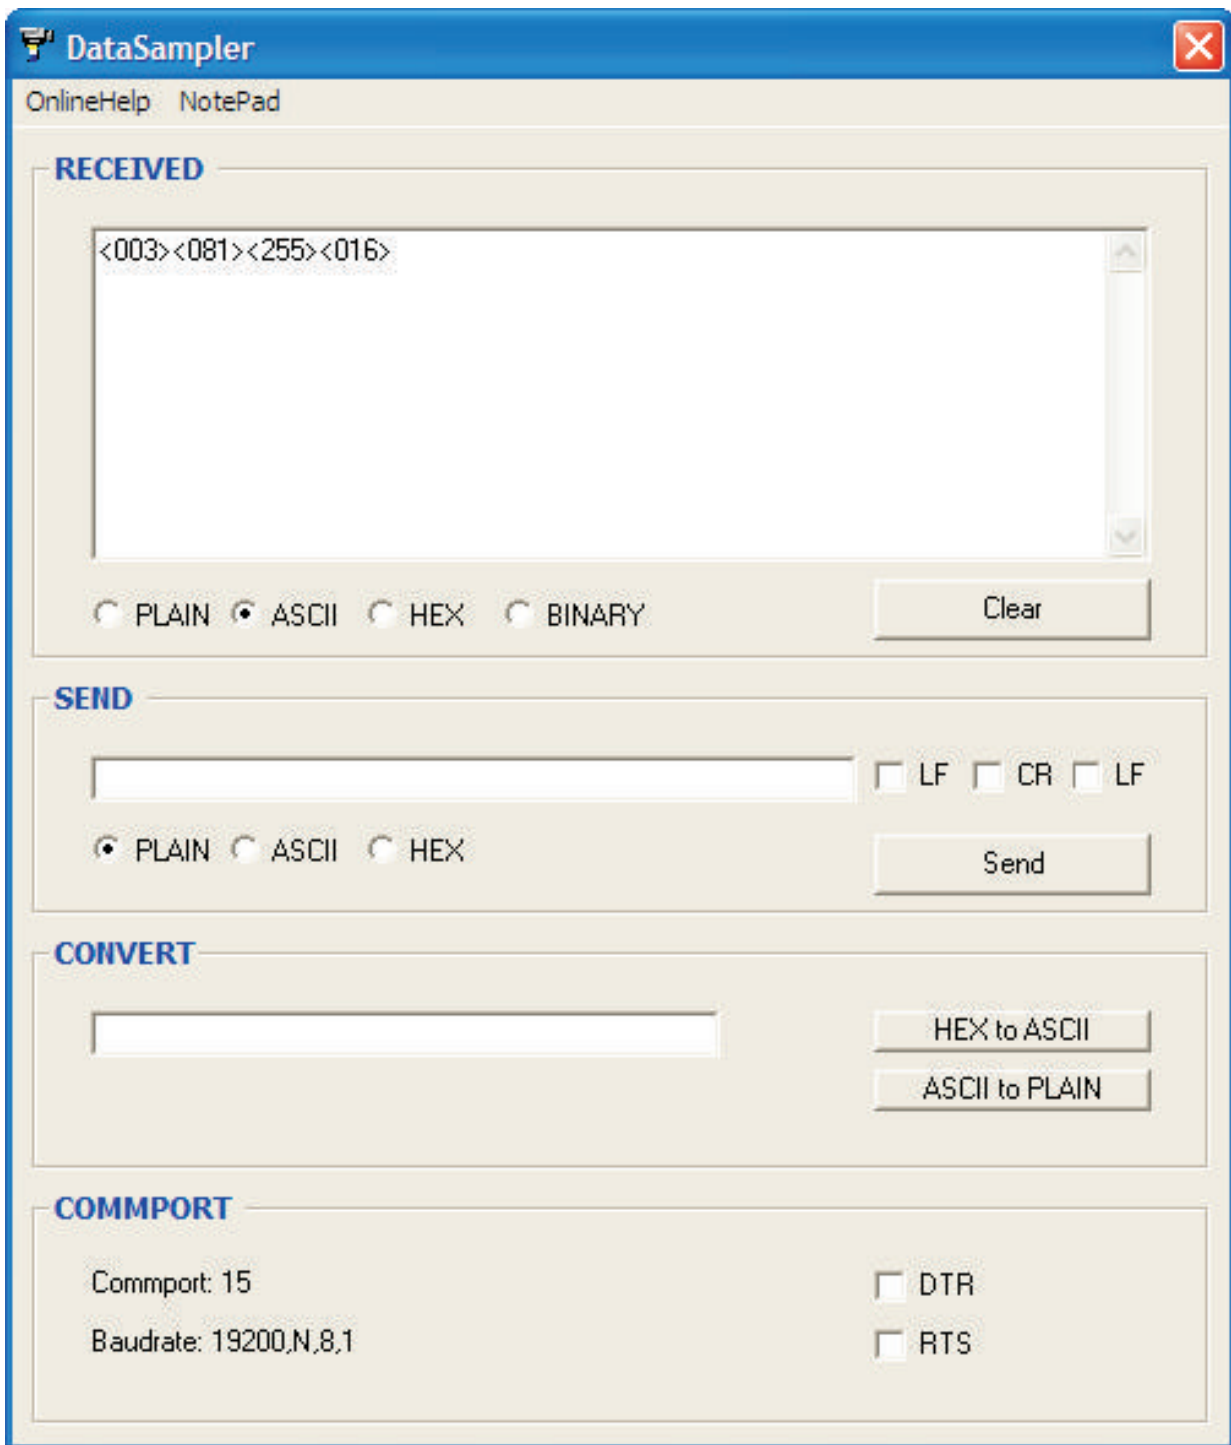 DataSampler
OnlineHelp NotePad
RECEIVED
<003><081><255><016>
PLAIN ASCII HEX BINARY Clear
SEND
LF CR LF
PLAIN ASCII HEX Send
CONVERT
HEX to ASCII
ASCII to PLAIN
COMMPORT
Commport: 15 DTR
Baudrate: 19200,N,8,1 RTS